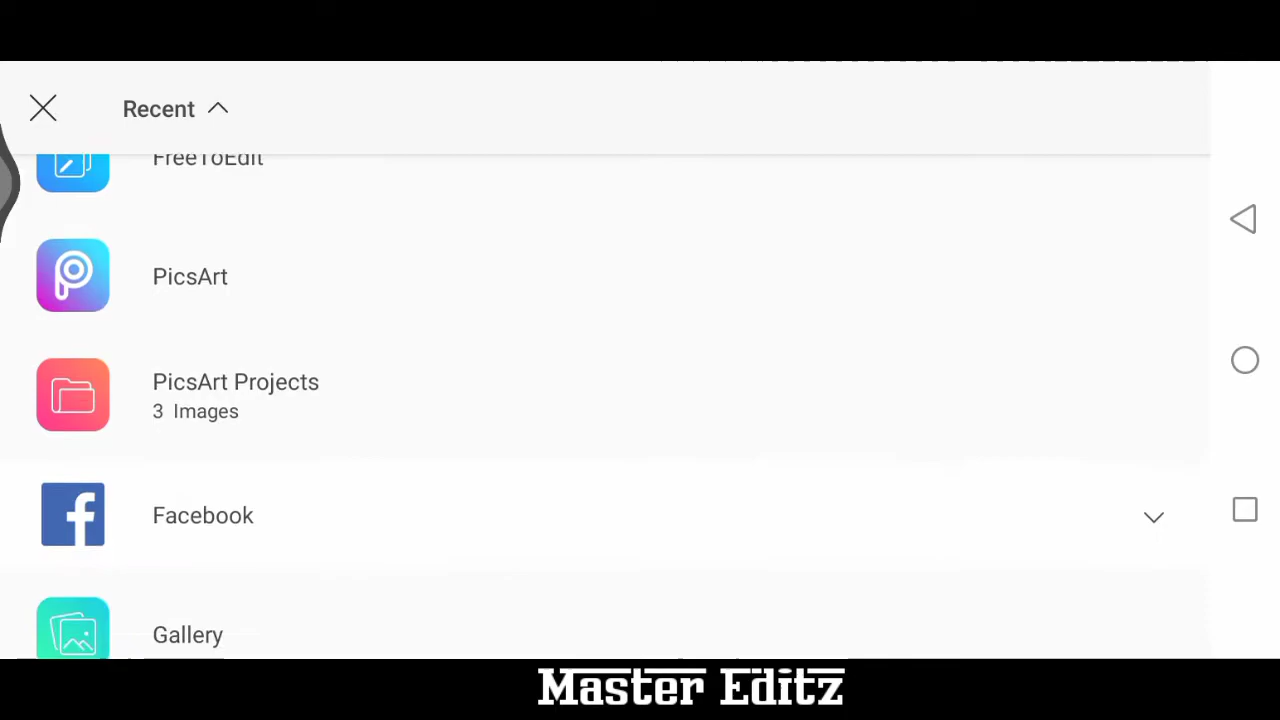 Recent
FreeToEdit
PicsArt
PicsArt Projects
3 Images
Facebook
Gallery
Master Editz